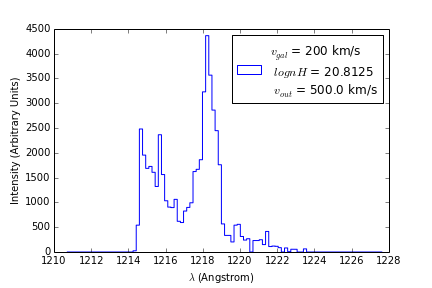 4500
4000
3500
3000
2500
2000
1500
1000
500
0
Intensity (Arbitrary Units)
v_gal = 200 km/s
lognH = 20.8125
v_out = 500.0 km/s
1210 1212 1214 1216 1218 1220 1222 1224 1226 1228
λ (Angstrom)